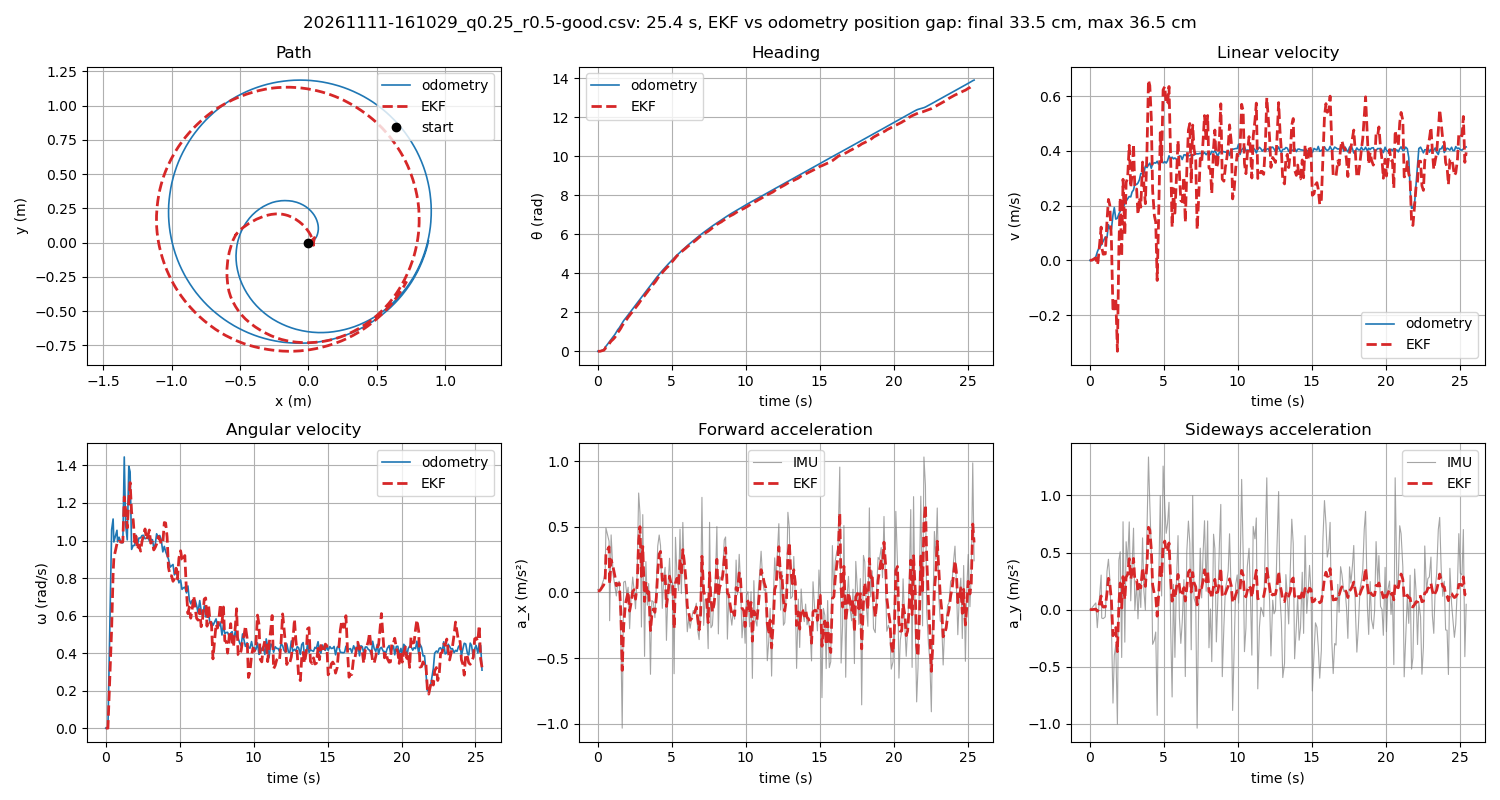 20261111-161029_q0.25_r0.5-good.csv: 25.4 s, EKF vs odometry position gap: final 33.5 cm, max 36.5 cm
Path
y (m)
1.25
1.00
0.75
0.50
0.25
0.00
−0.25
−0.50
−0.75
odometry
EKF
start
−1.5 −1.0 −0.5 0.0 0.5 1.0
x (m)
Heading
θ (rad)
14
12
10
8
6
4
2
0
odometry
EKF
0 5 10 15 20 25
time (s)
Linear velocity
v (m/s)
0.6
0.4
0.2
0.0
−0.2
odometry
EKF
0 5 10 15 20 25
time (s)
Angular velocity
ω (rad/s)
1.4
1.2
1.0
0.8
0.6
0.4
0.2
0.0
odometry
EKF
0 5 10 15 20 25
time (s)
Forward acceleration
a_x (m/s²)
1.0
0.5
0.0
−0.5
−1.0
IMU
EKF
0 5 10 15 20 25
time (s)
Sideways acceleration
a_y (m/s²)
1.0
0.5
0.0
−0.5
−1.0
IMU
EKF
0 5 10 15 20 25
time (s)